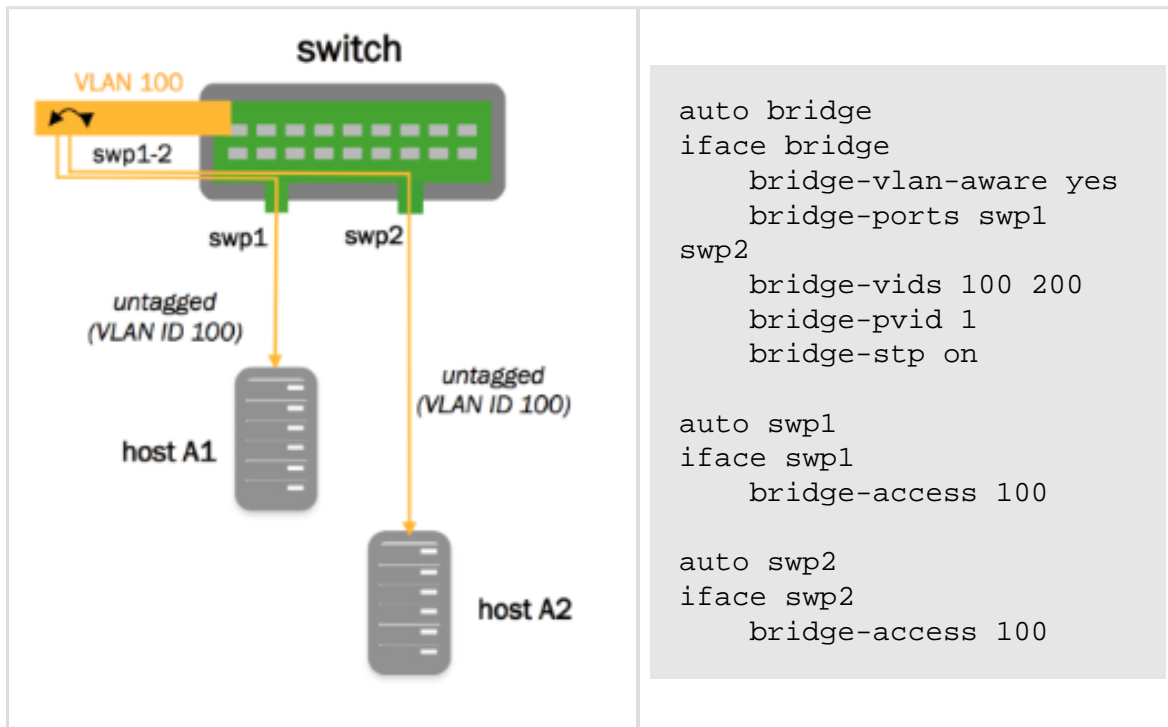 switch
VLAN 100
swp1-2
swp1
swp2
untagged
(VLAN ID 100)
untagged
(VLAN ID 100)
host A1
host A2
auto bridge
iface bridge
    bridge-vlan-aware yes
    bridge-ports swp1
swp2
    bridge-vids 100 200
    bridge-pvid 1
    bridge-stp on
auto swp1
iface swp1
    bridge-access 100
auto swp2
iface swp2
    bridge-access 100